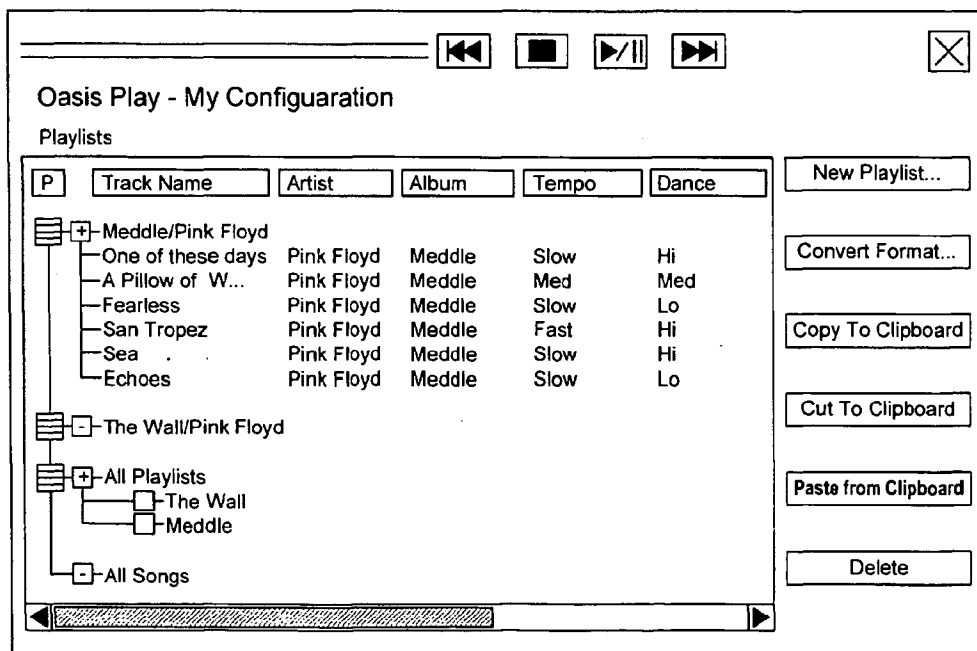 Oasis Play - My Configuaration
Playlists
P Track Name Artist Album Tempo Dance
+ Meddle/Pink Floyd
One of these days Pink Floyd Meddle Slow Hi
A Pillow of W... Pink Floyd Meddle Med Med
Fearless Pink Floyd Meddle Slow Lo
San Tropez Pink Floyd Meddle Fast Hi
Sea Pink Floyd Meddle Slow Hi
Echoes Pink Floyd Meddle Slow Lo
- The Wall/Pink Floyd
+ All Playlists
The Wall
Meddle
- All Songs
New Playlist...
Convert Format...
Copy To Clipboard
Cut To Clipboard
Paste from Clipboard
Delete